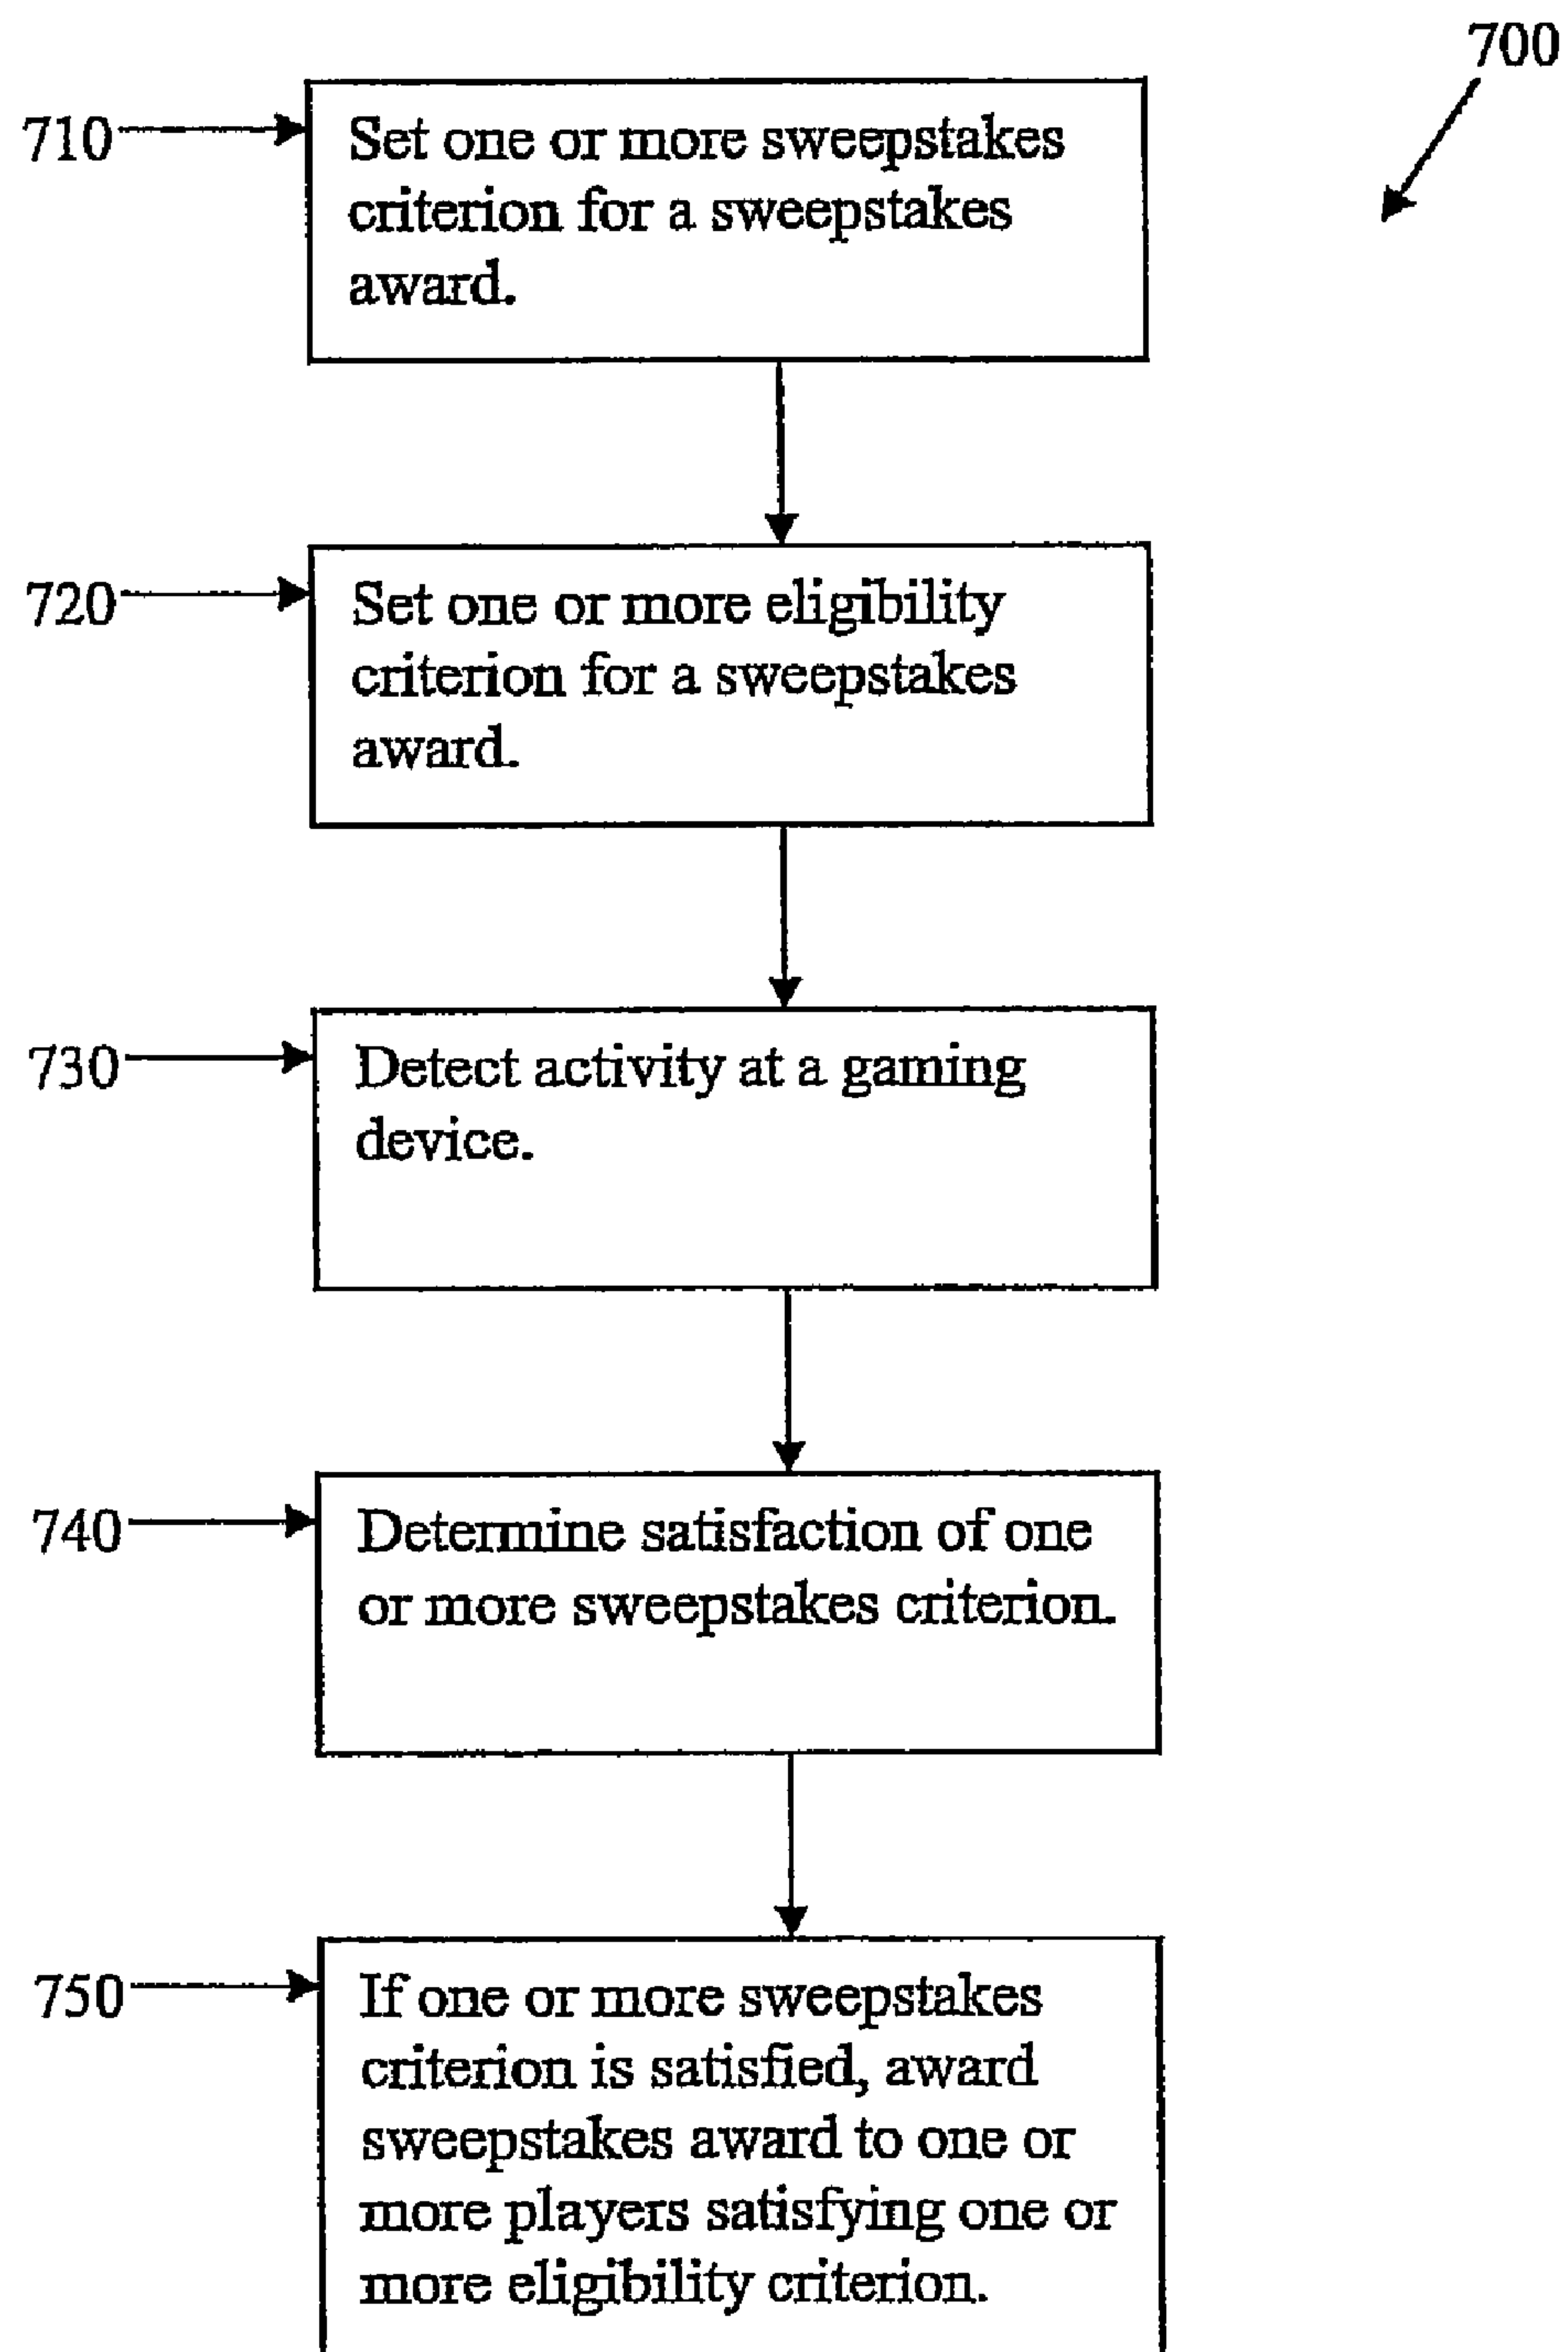 700
710
Set one or more sweepstakes
criterion for a sweepstakes
award.
720
Set one or more eligibility
criterion for a sweepstakes
award.
730
Detect activity at a gaming
device.
740
Determine satisfaction of one
or more sweepstakes criterion.
750
If one or more sweepstakes
criterion is satisfied, award
sweepstakes award to one or
more players satisfying one or
more eligibility criterion.